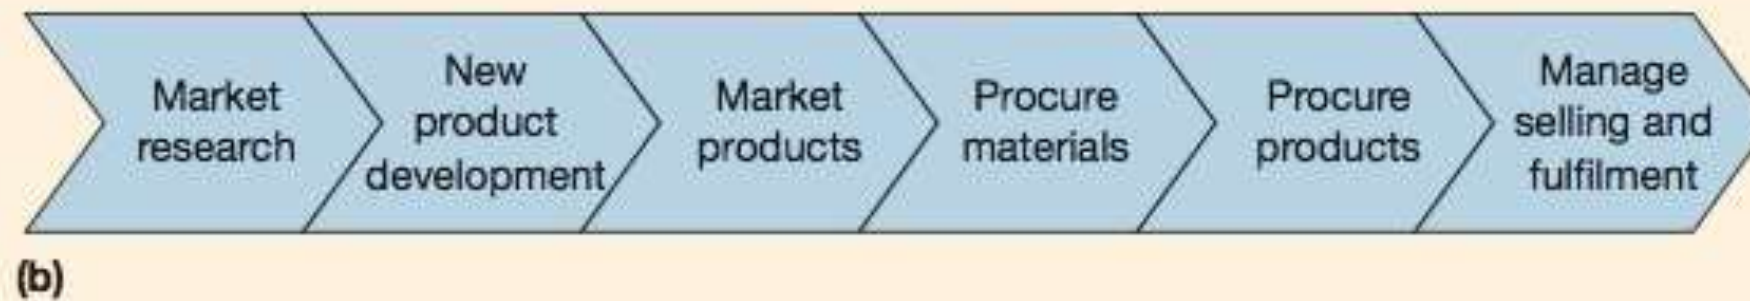 Market
research
New
product
development
Market
products
Procure
materials
Procure
products
Manage
selling and
fulfilment
(b)